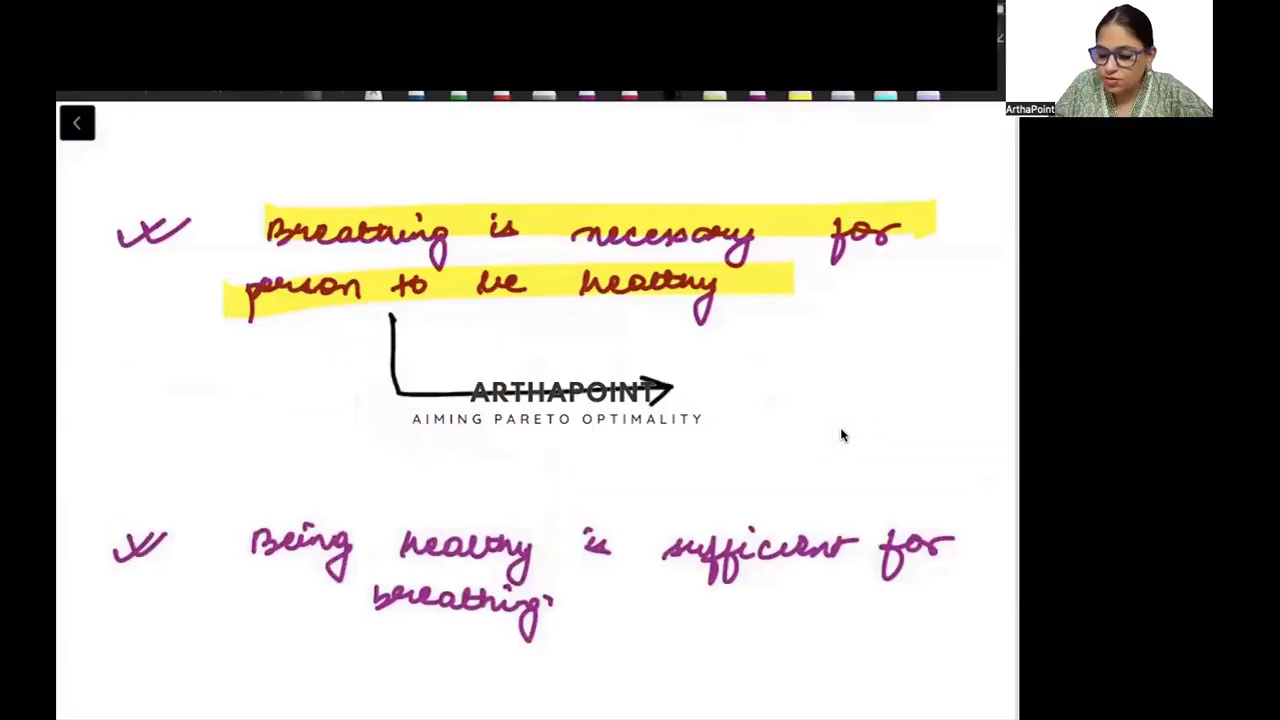 ArthaPoint
Breathing is necessary for
person to be healthy
ARTHAPOINT
AIMING PARETO OPTIMALITY
Being healthy is sufficient for
breathing